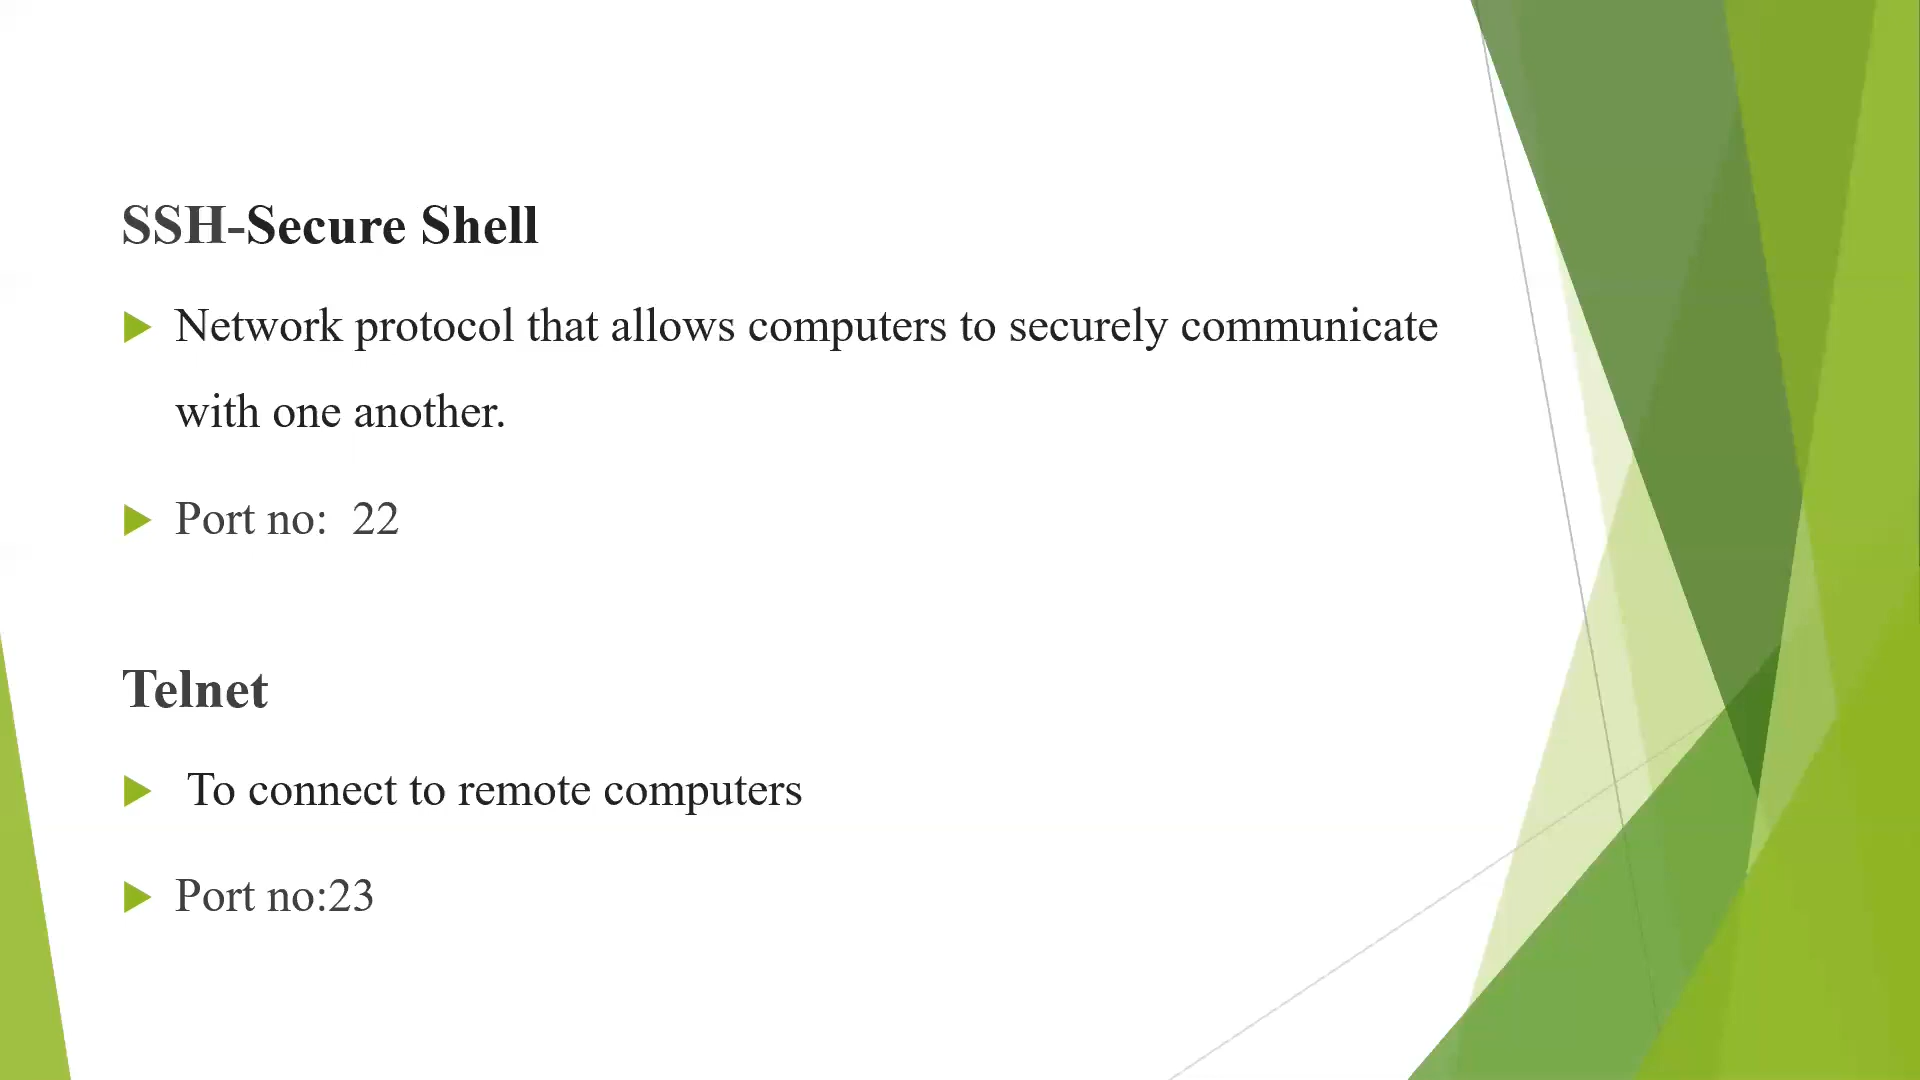 SSH-Secure Shell
Network protocol that allows computers to securely communicate
with one another.
Port no:  22
Telnet
To connect to remote computers
Port no:23